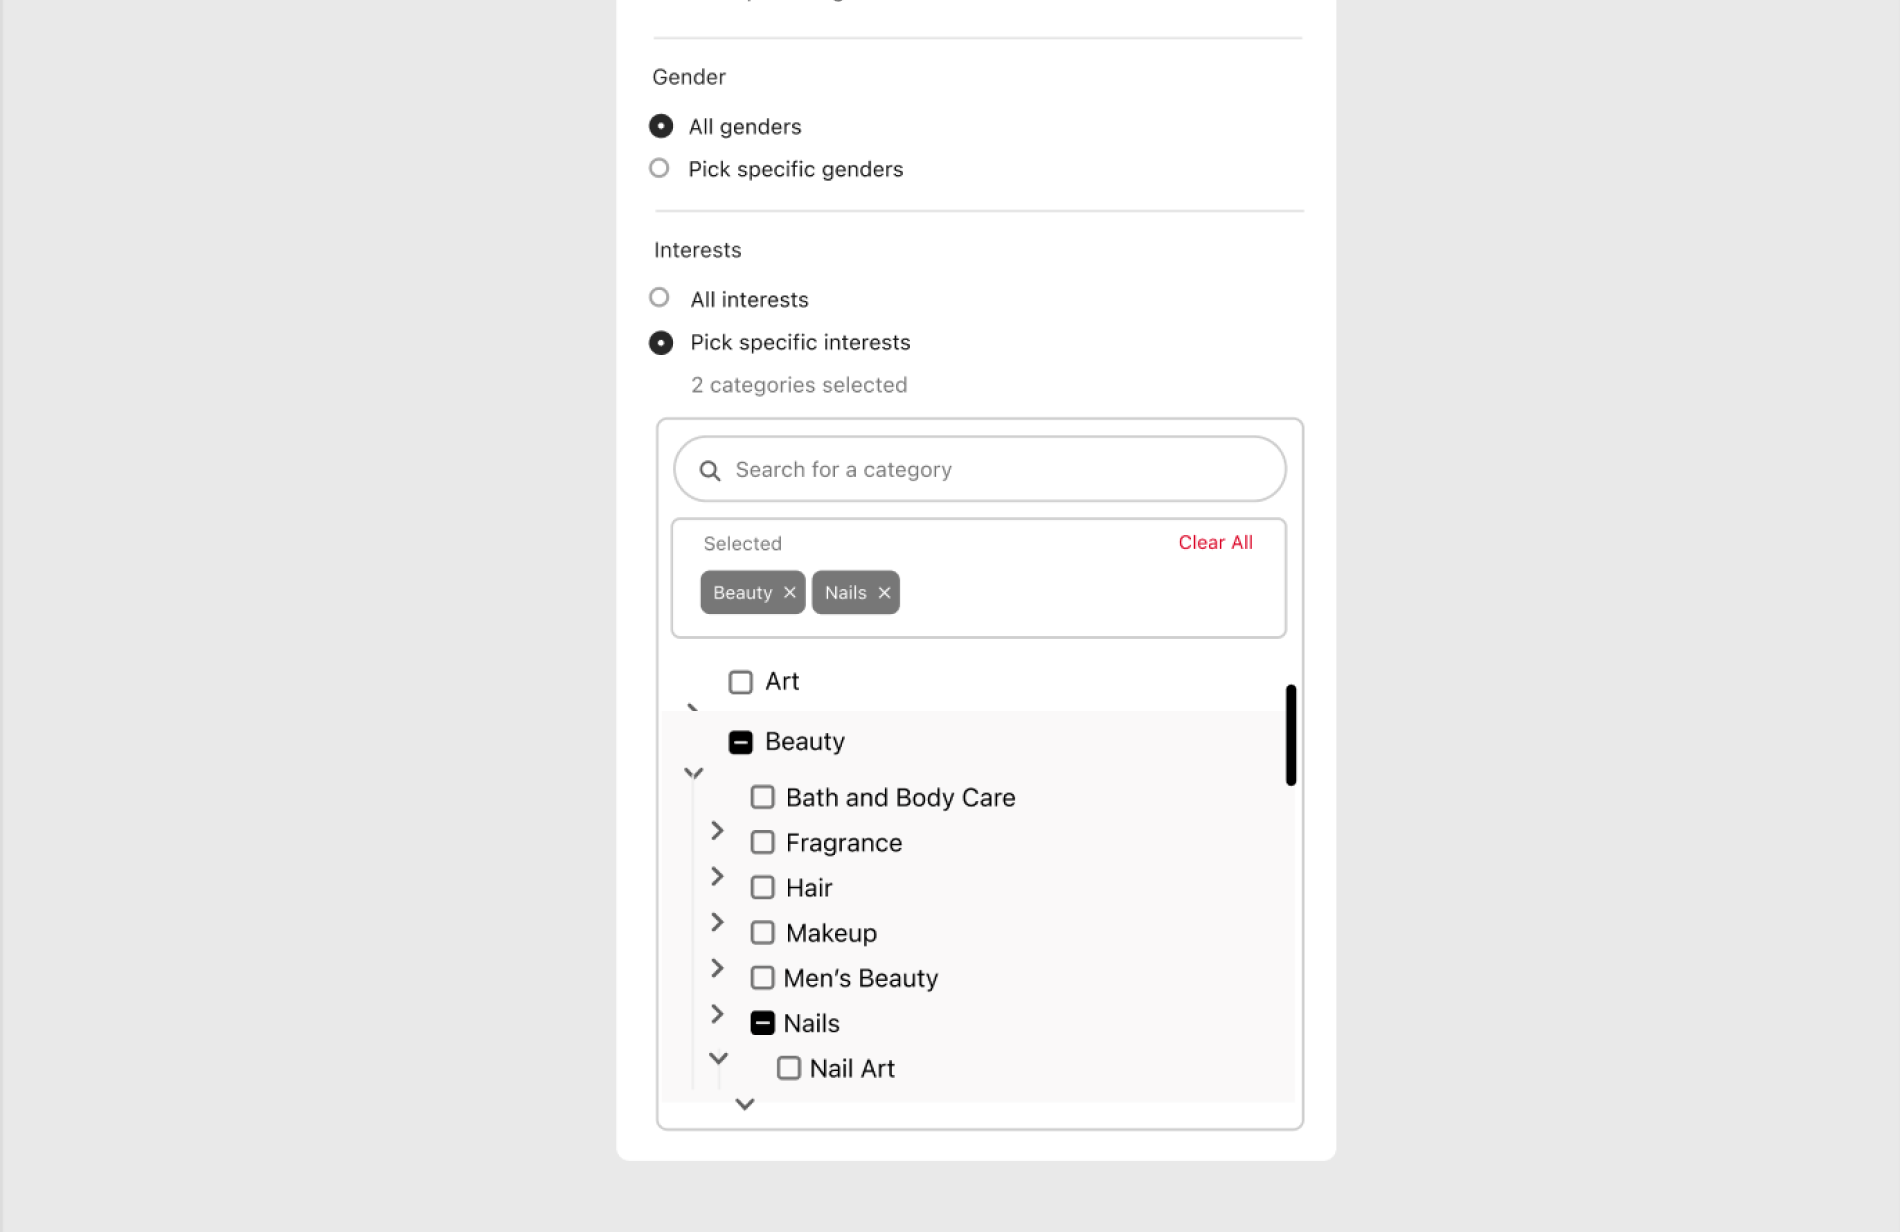 Gender
All genders
Pick specific genders
Interests
All interests
Pick specific interests
2 categories selected
Search for a category
Selected
Clear All
Beauty
Nails
Art
Beauty
Bath and Body Care
Fragrance
Hair
Makeup
Men’s Beauty
Nails
Nail Art